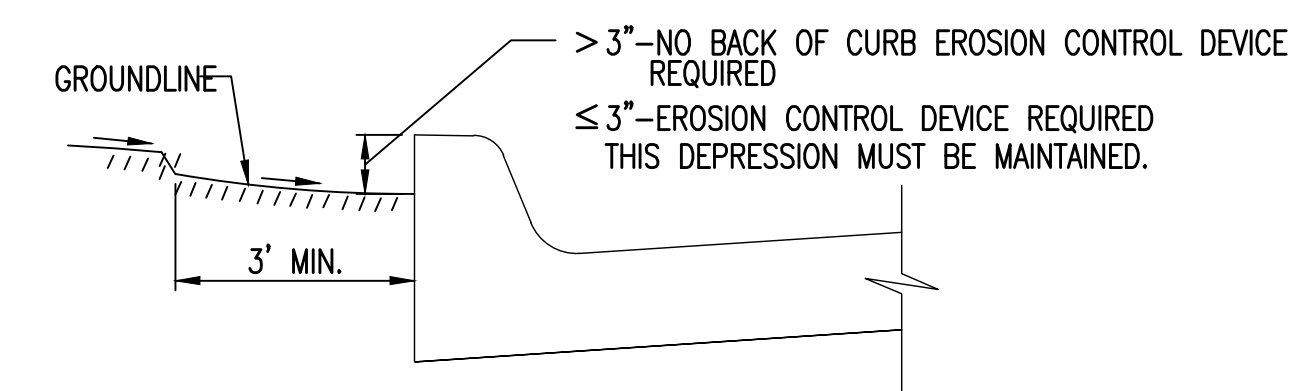 >3"-NO BACK OF CURB EROSION CONTROL DEVICE
REQUIRED
GROUNDLINE
≤3"-EROSION CONTROL DEVICE REQUIRED
THIS DEPRESSION MUST BE MAINTAINED.
3' MIN.